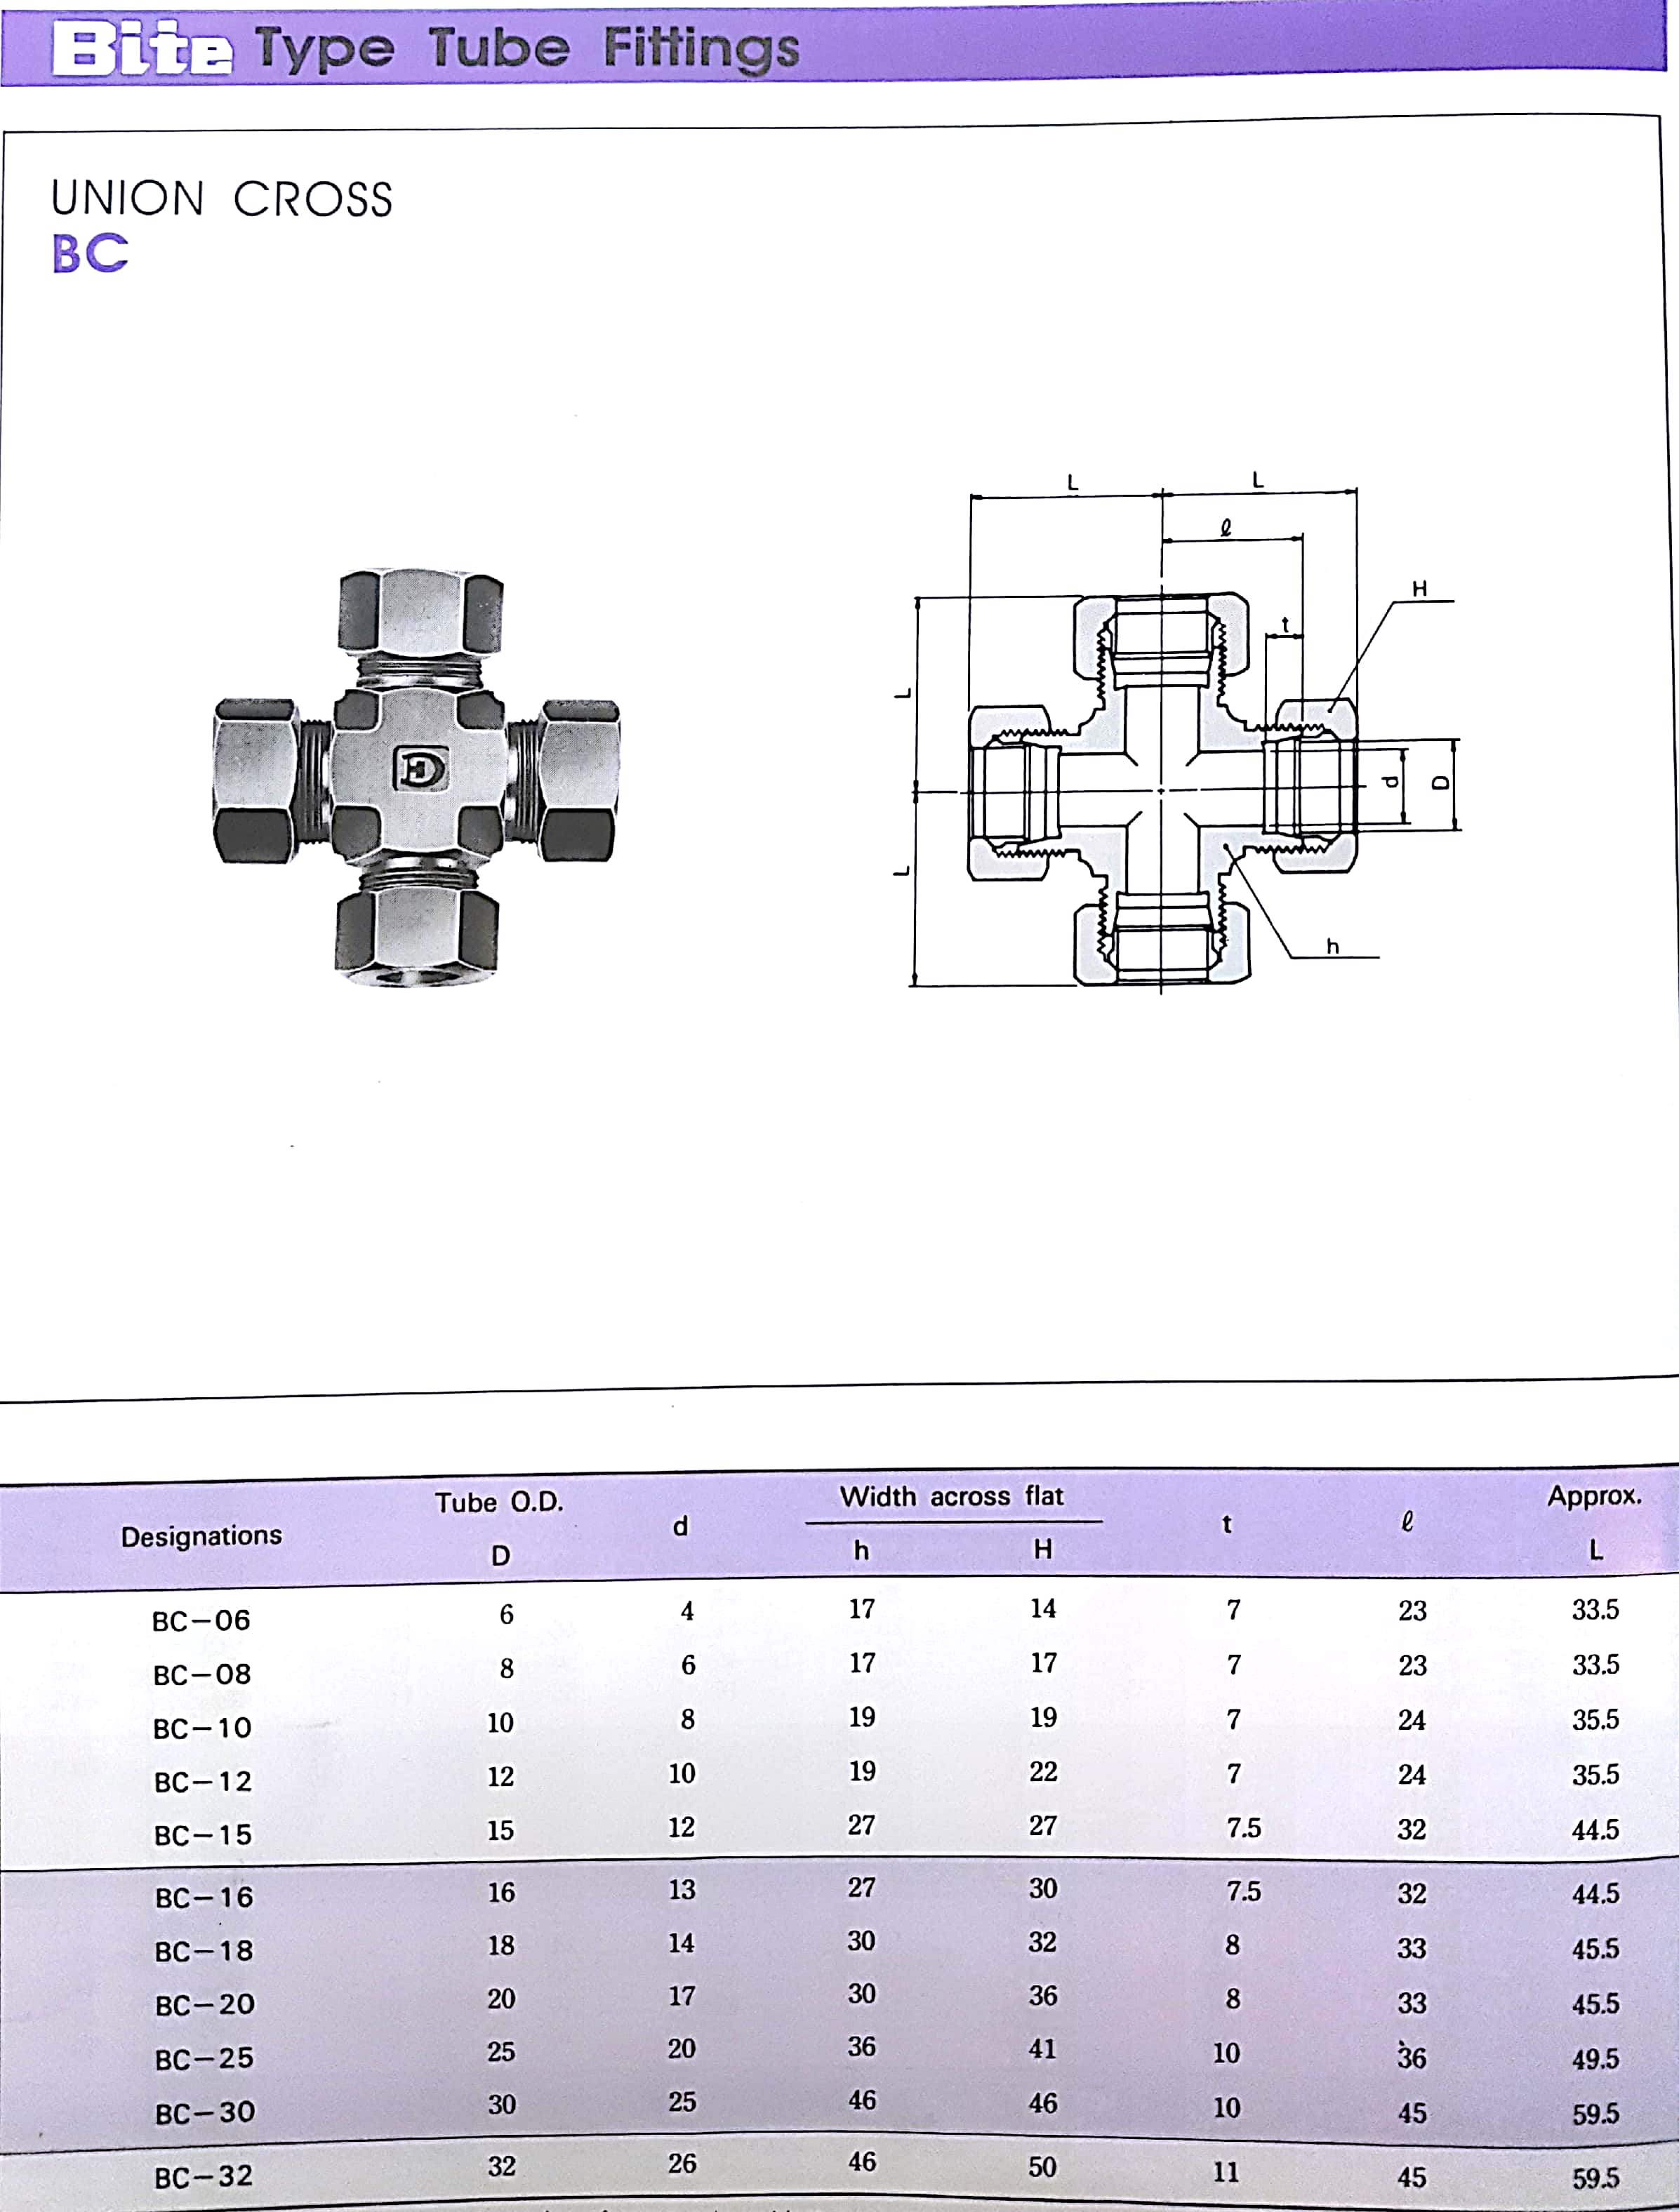 Bite Type Tube Fittings
UNION CROSS
BC
L L
ℓ
H
t
L
d D
L
h
E
Designations Tube O.D. D d Width across flat h H t ℓ Approx. L
BC-06 6 4 17 14 7 23 33.5
BC-08 8 6 17 17 7 23 33.5
BC-10 10 8 19 19 7 24 35.5
BC-12 12 10 19 22 7 24 35.5
BC-15 15 12 27 27 7.5 32 44.5
BC-16 16 13 27 30 7.5 32 44.5
BC-18 18 14 30 32 8 33 45.5
BC-20 20 17 30 36 8 33 45.5
BC-25 25 20 36 41 10 36 49.5
BC-30 30 25 46 46 10 45 59.5
BC-32 32 26 46 50 11 45 59.5